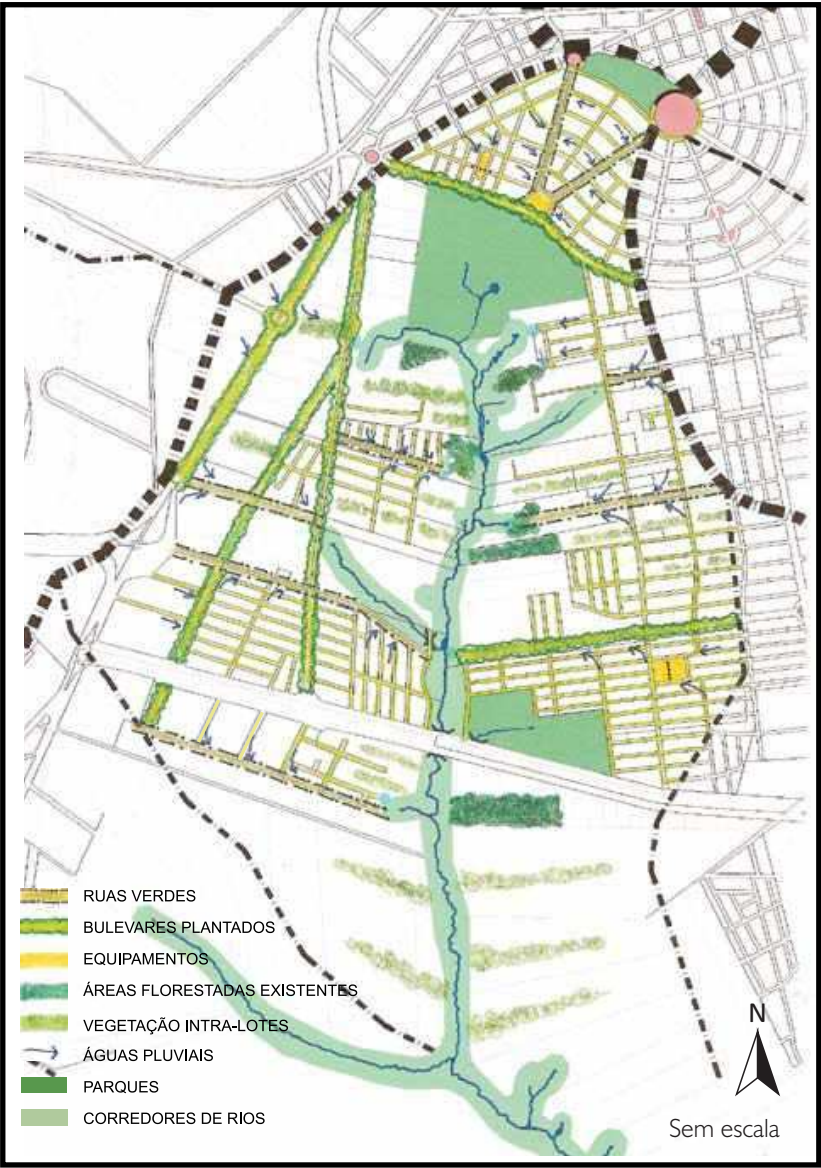 RUAS VERDES
BULEVARES PLANTADOS
EQUIPAMENTOS
ÁREAS FLORESTADAS EXISTENTES
VEGETAÇÃO INTRA-LOTES
ÁGUAS PLUVIAIS
PARQUES
CORREDORES DE RIOS
N
Sem escala